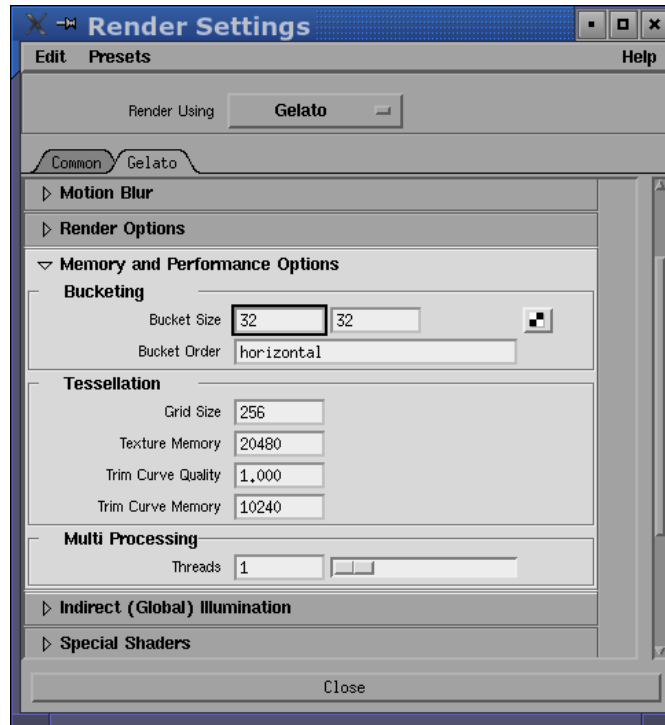 Render Settings
Edit Presets Help
Render Using Gelato
Common Gelato
Motion Blur
Render Options
Memory and Performance Options
Bucketing
Bucket Size 32 32
Bucket Order horizontal
Tessellation
Grid Size 256
Texture Memory 20480
Trim Curve Quality 1.000
Trim Curve Memory 10240
Multi Processing
Threads 1
Indirect (Global) Illumination
Special Shaders
Close